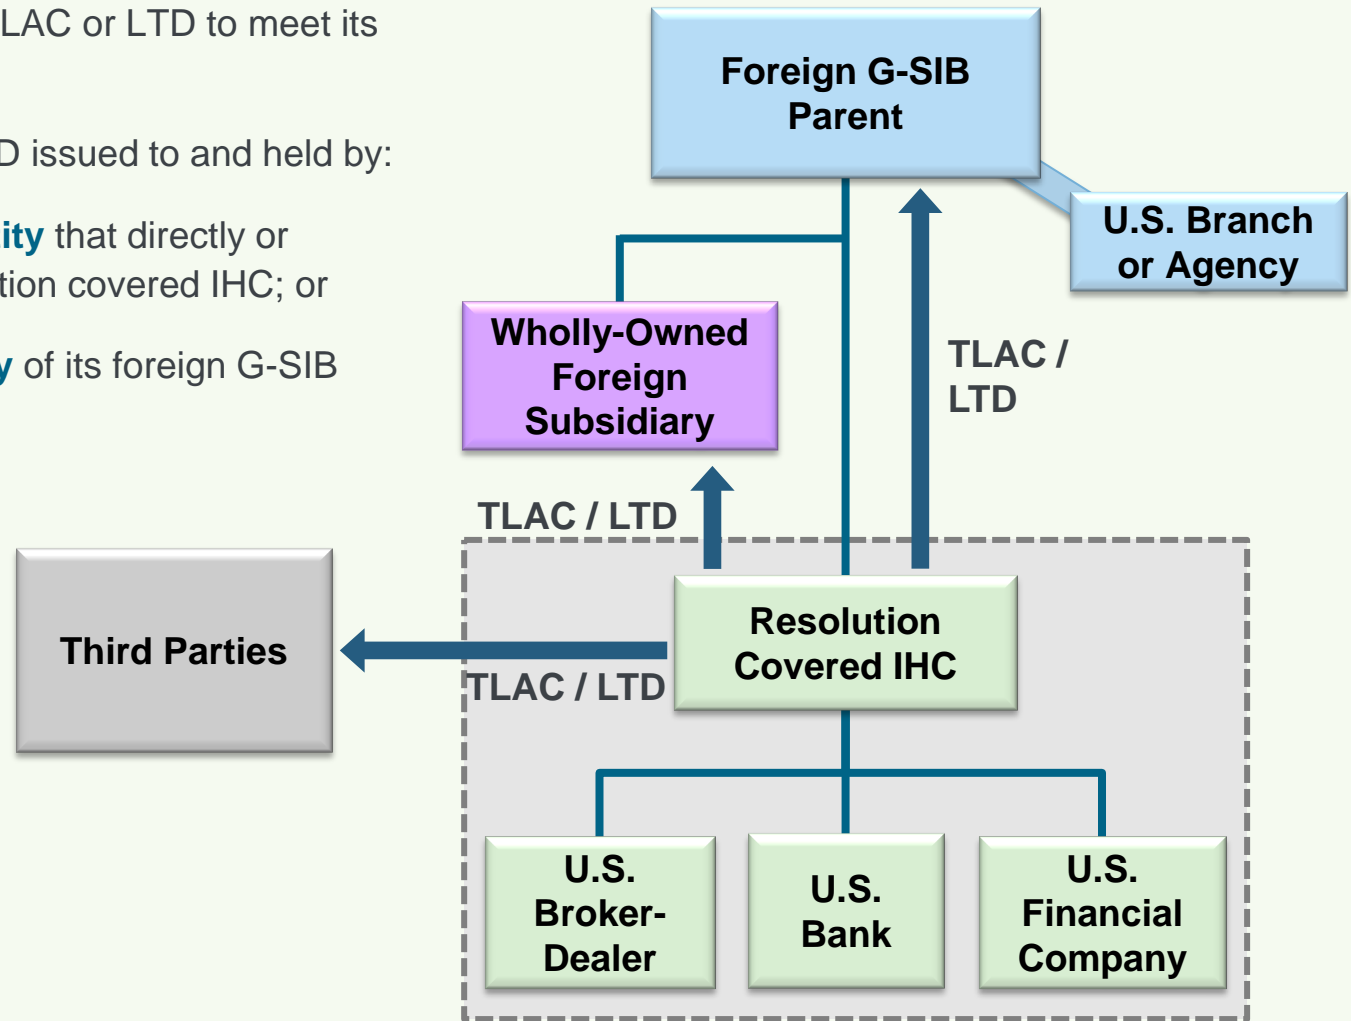 LAC or LTD to meet its
D issued to and held by:
ity that directly or
tion covered IHC; or
y of its foreign G-SIB
Foreign G-SIB
Parent
U.S. Branch
or Agency
Wholly-Owned
Foreign
Subsidiary
TLAC /
LTD
TLAC / LTD
Third Parties
Resolution
Covered IHC
TLAC / LTD
U.S.
Broker-
Dealer
U.S.
Bank
U.S.
Financial
Company